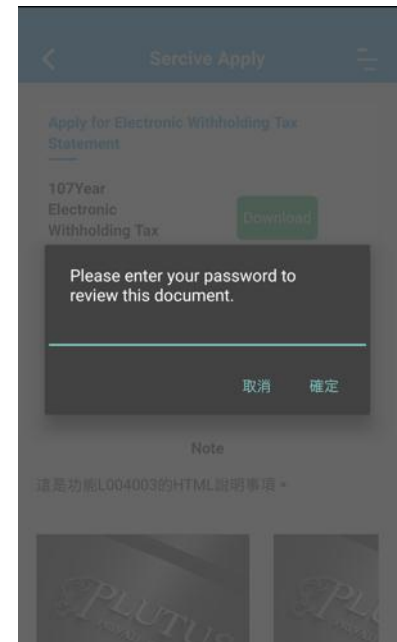 Sercive Apply
Apply for Electronic Withholding Tax
Statement
107Year
Electronic
Withholding Tax
Download
Please enter your password to
review this document.
取消 確定
Note
這是功能L004003的HTML說明事項。
PLUTUS
PLU